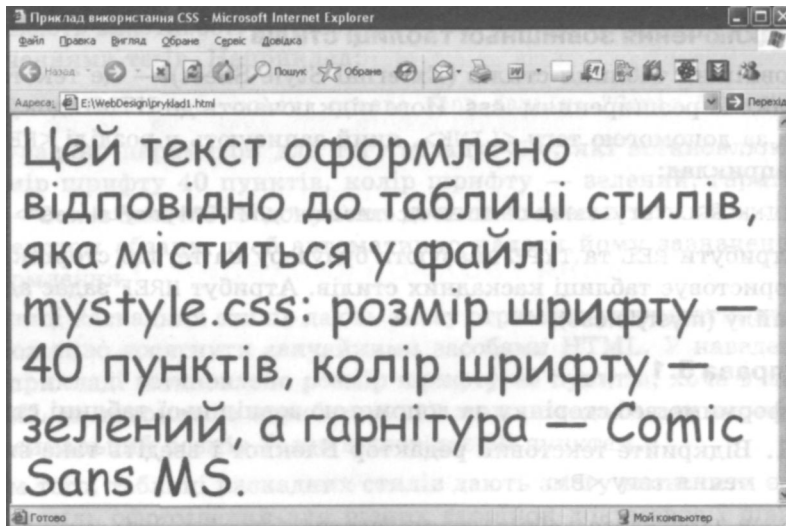 Приклад використання CSS - Microsoft Internet Explorer
Файл Правка Вигляд Обране Сервіс Довідка
Назад Пошук Обране
Адреса: E:\WebDesign\pryklad1.html Перехід
Цей текст оформлено
відповідно до таблиці стилів,
яка міститься у файлі
mystyle.css: розмір шрифту —
40 пунктів, колір шрифту —
зелений, а гарнітура — Comic
Sans MS.
Готово Мой компьютер